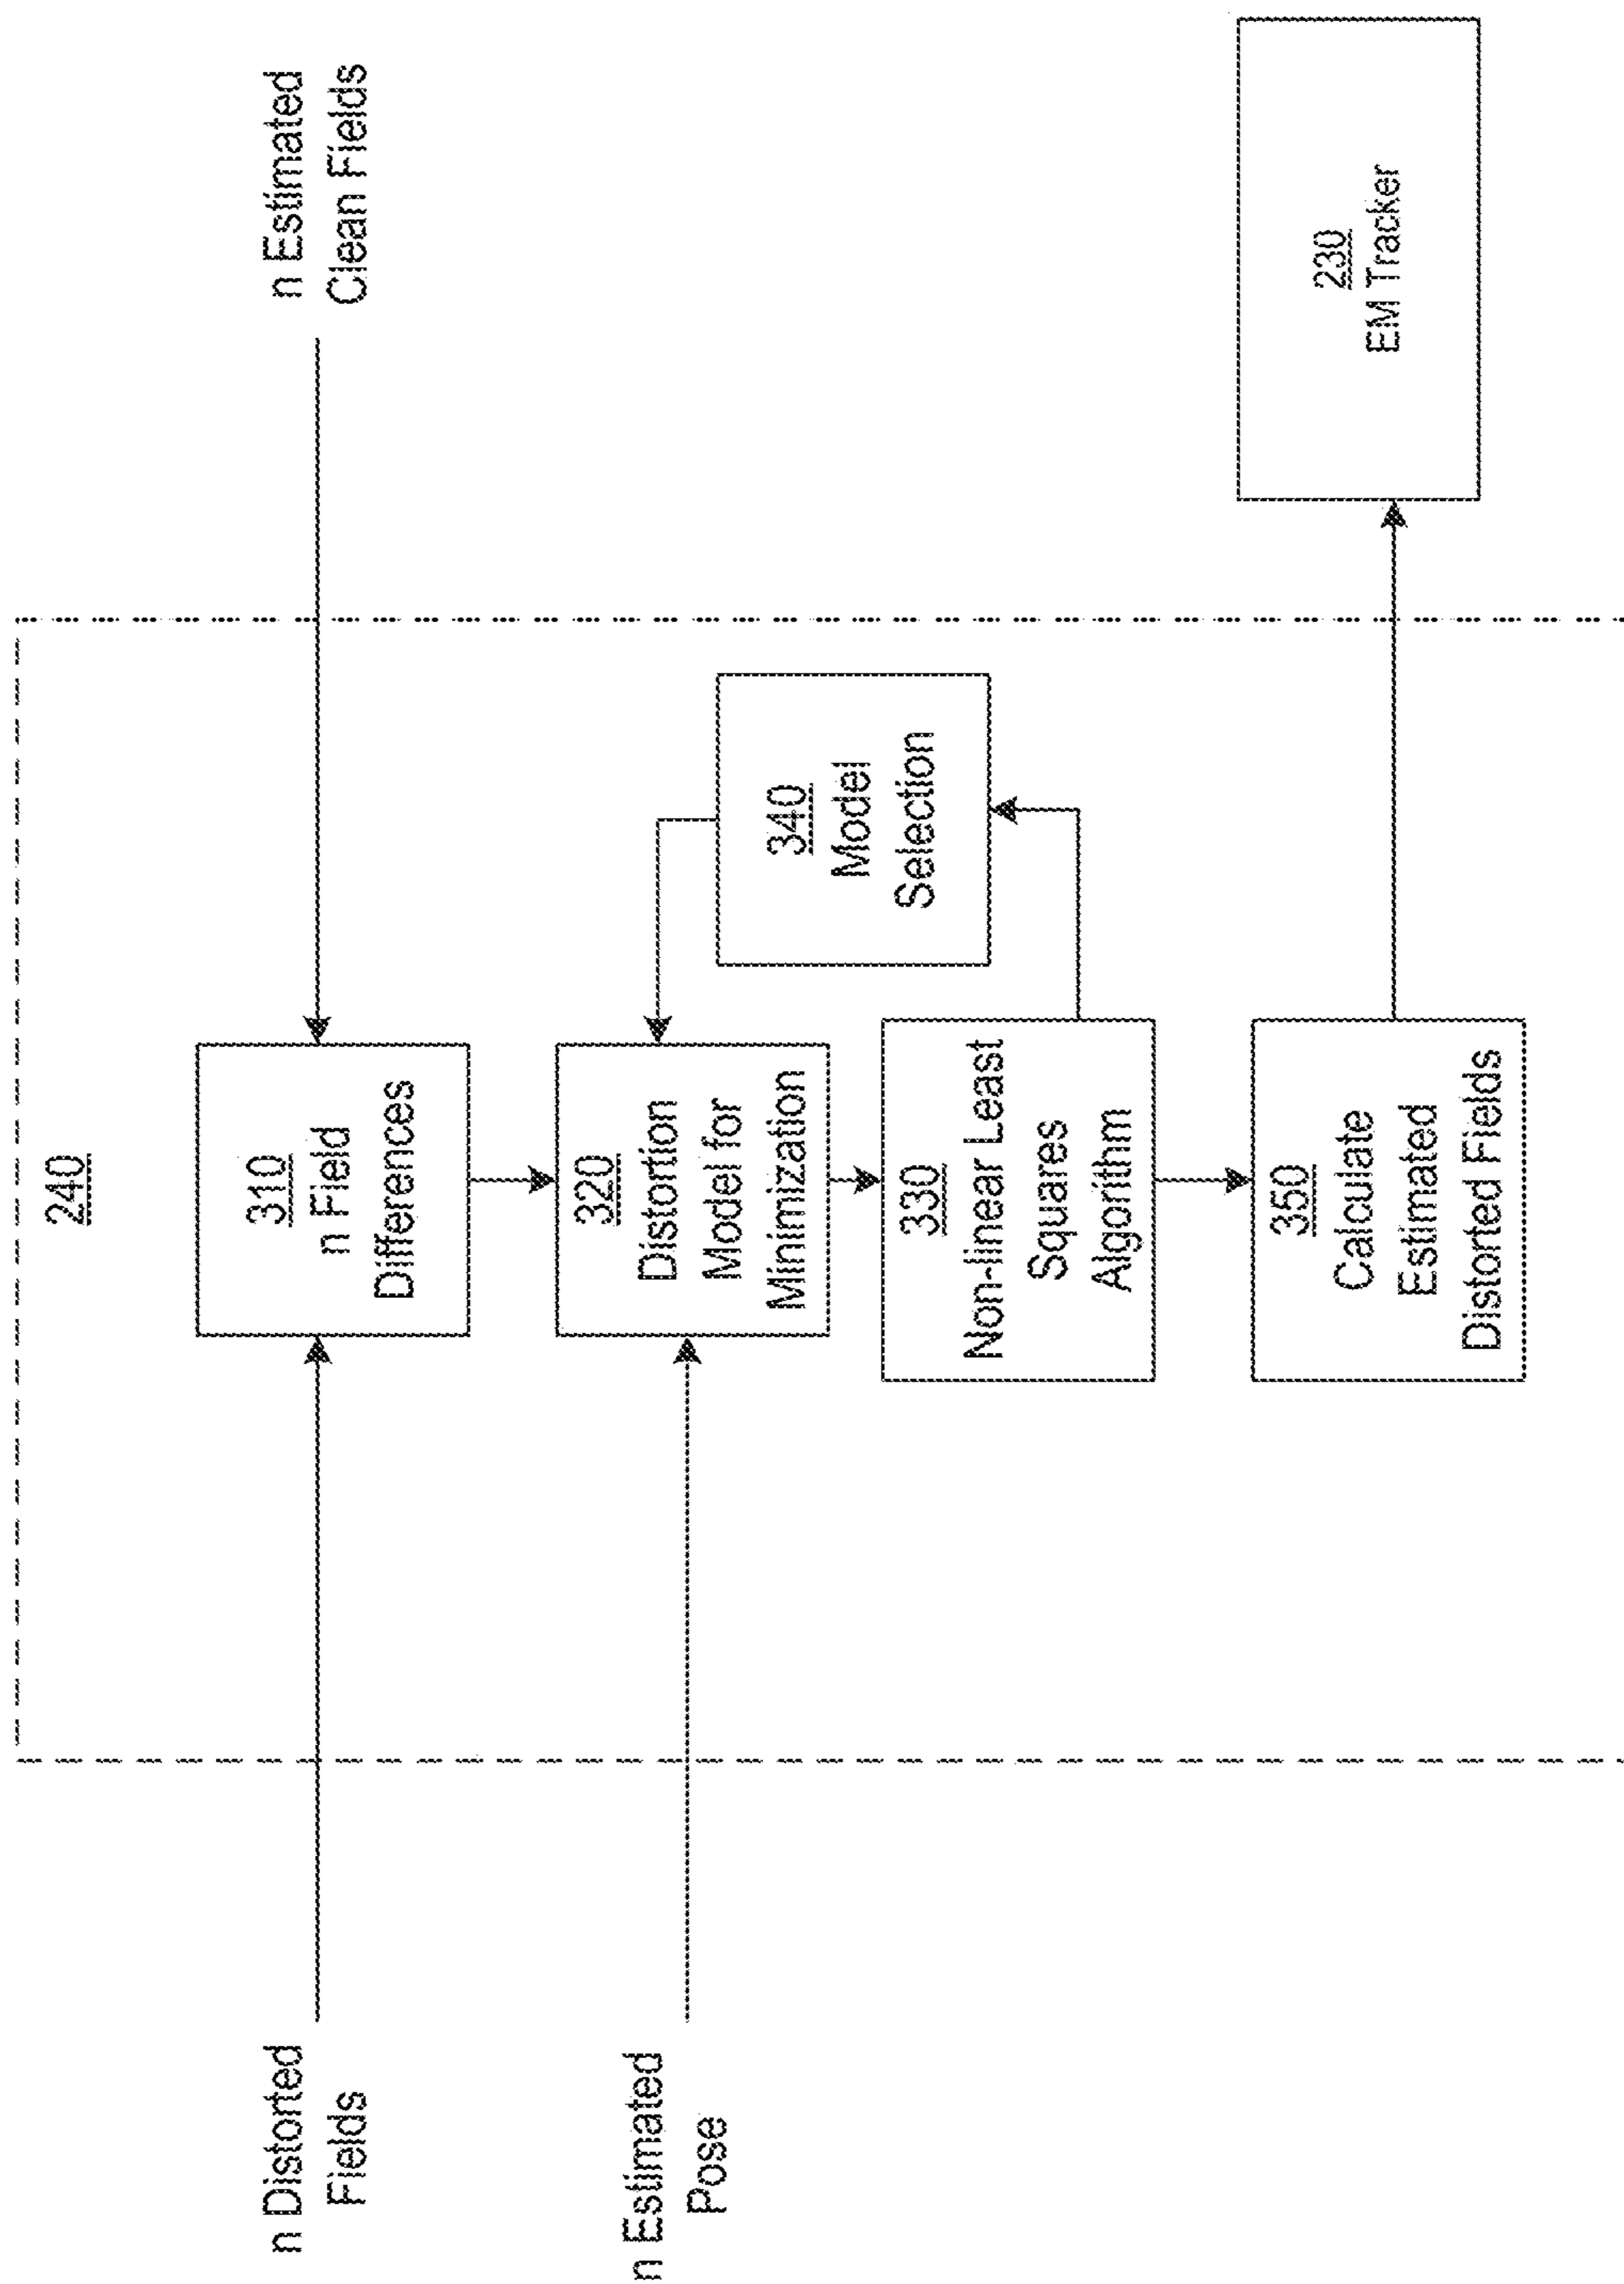 240
n Distorted
Fields
n Estimated
Clean Fields
310
n Field
Differences
n Estimated
Pose
320
Distortion
Model for
Minimization
340
Model
Selection
330
Non-linear Least
Squares
Algorithm
350
Calculate
Estimated
Distorted Fields
230
EM Tracker